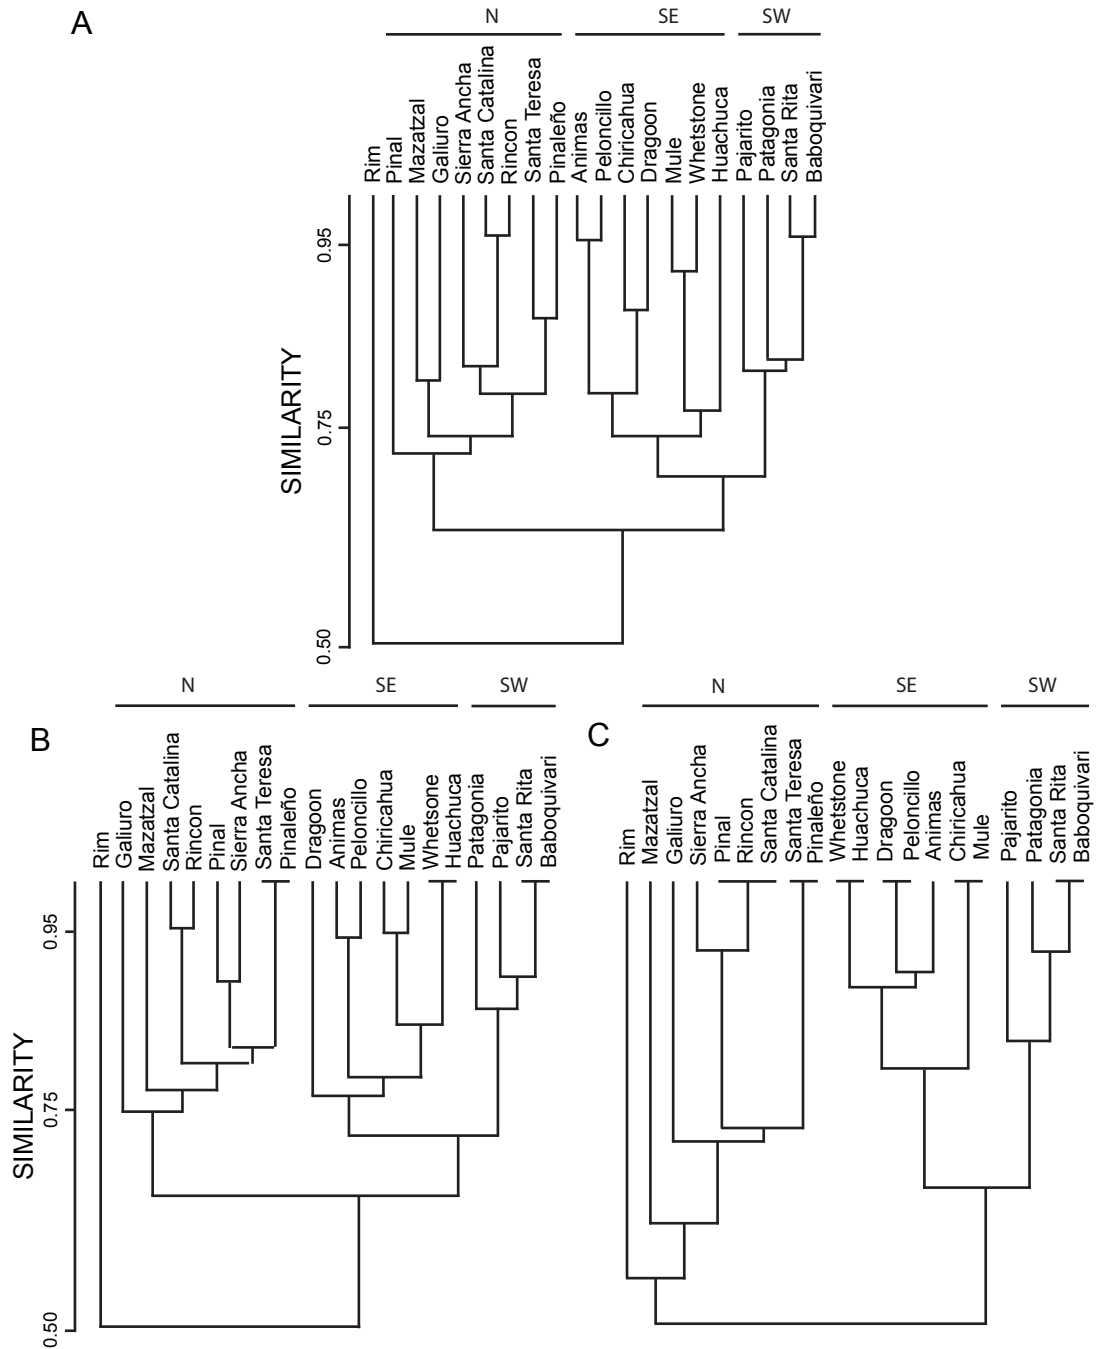 A
N SE SW
Rim
Pinal
Mazatzal
Galiuro
Sierra Ancha
Santa Catalina
Rincon
Santa Teresa
Pinaleño
Animas
Peloncillo
Chiricahua
Dragoon
Mule
Whetstone
Huachuca
Pajarito
Patagonia
Santa Rita
Baboquivari
SIMILARITY
0.95
0.75
0.50
B
N SE SW
Rim
Galiuro
Mazatzal
Santa Catalina
Rincon
Pinal
Sierra Ancha
Santa Teresa
Pinaleño
Dragoon
Animas
Peloncillo
Chiricahua
Mule
Whetsone
Huachuca
Patagonia
Pajarito
Santa Rita
Baboquivari
SIMILARITY
0.95
0.75
0.50
C
N SE SW
Rim
Mazatzal
Galiuro
Sierra Ancha
Pinal
Rincon
Santa Catalina
Santa Teresa
Pinaleño
Whetstone
Huachuca
Dragoon
Peloncillo
Animas
Chiricahua
Mule
Pajarito
Patagonia
Santa Rita
Baboquivari